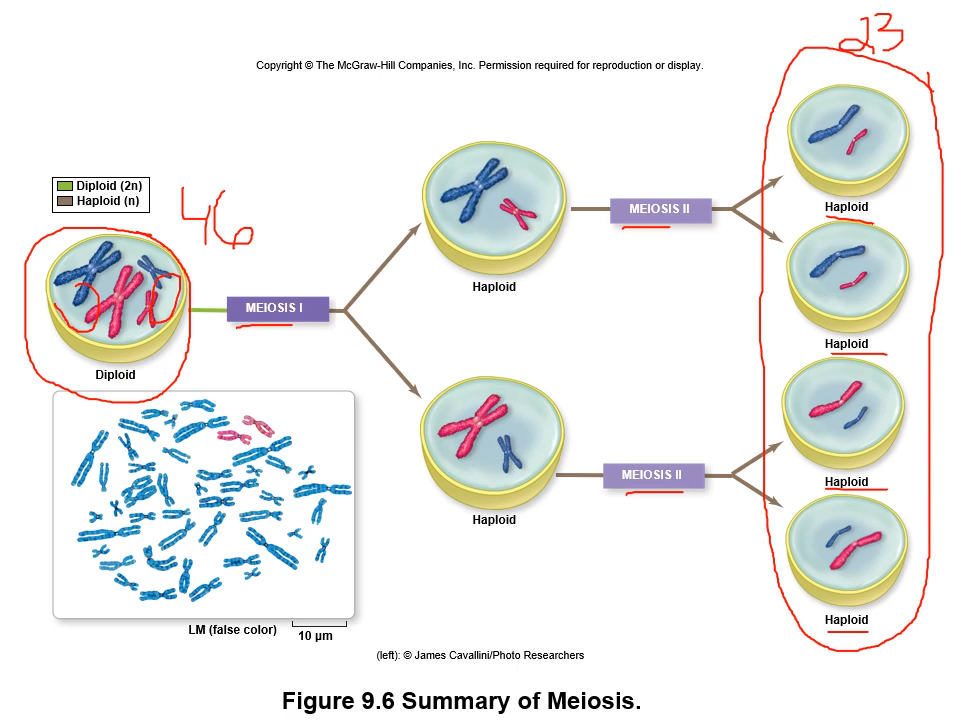 23
Copyright © The McGraw-Hill Companies, Inc. Permission required for reproduction or display.
Diploid (2n)
Haploid (n)
46
MEIOSIS I
Diploid
Haploid
MEIOSIS II
Haploid
Haploid
Haploid
MEIOSIS II
Haploid
Haploid
Haploid
LM (false color)
10 µm
(left): © James Cavallini/Photo Researchers
Figure 9.6 Summary of Meiosis.